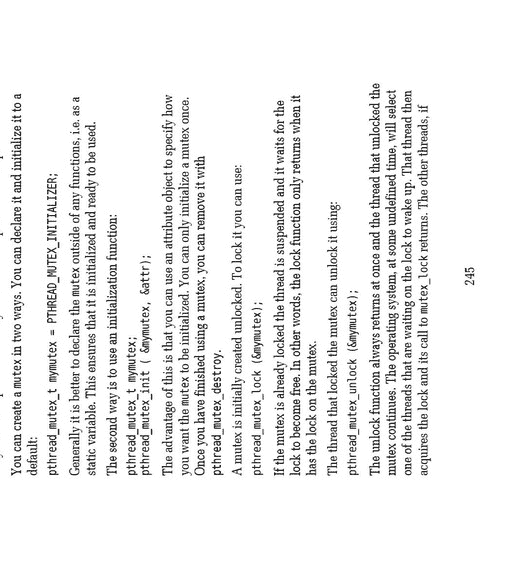 You can create a mutex in two ways. You can declare it and initialize it to a
default:
pthread_mutex_t mymutex = PTHREAD_MUTEX_INITIALIZER;
Generally it is better to declare the mutex outside of any functions, i.e. as a
static variable. This ensures that it is initialized and ready to be used.
The second way is to use an initialization function:
pthread_mutex_t mymutex;
pthread_mutex_init ( &mymutex, &attr);
The advantage of this is that you can use an attribute object to specify how
you want the mutex to be initialized. You can only initialize a mutex once.
Once you have finished using a mutex, you can remove it with
pthread_mutex_destroy.
A mutex is initially created unlocked. To lock it you can use:
pthread_mutex_lock (&mymutex);
If the mutex is already locked the thread is suspended and it waits for the
lock to become free. In other words, the lock function only returns when it
has the lock on the mutex.
The thread that locked the mutex can unlock it using:
pthread_mutex_unlock (&mymutex);
The unlock function always returns at once and the thread that unlocked the
mutex continues. The operating system, at some undefined time, will select
one of the threads that are waiting on the lock to wake up. That thread then
acquires the lock and its call to mutex_lock returns. The other threads, if
245